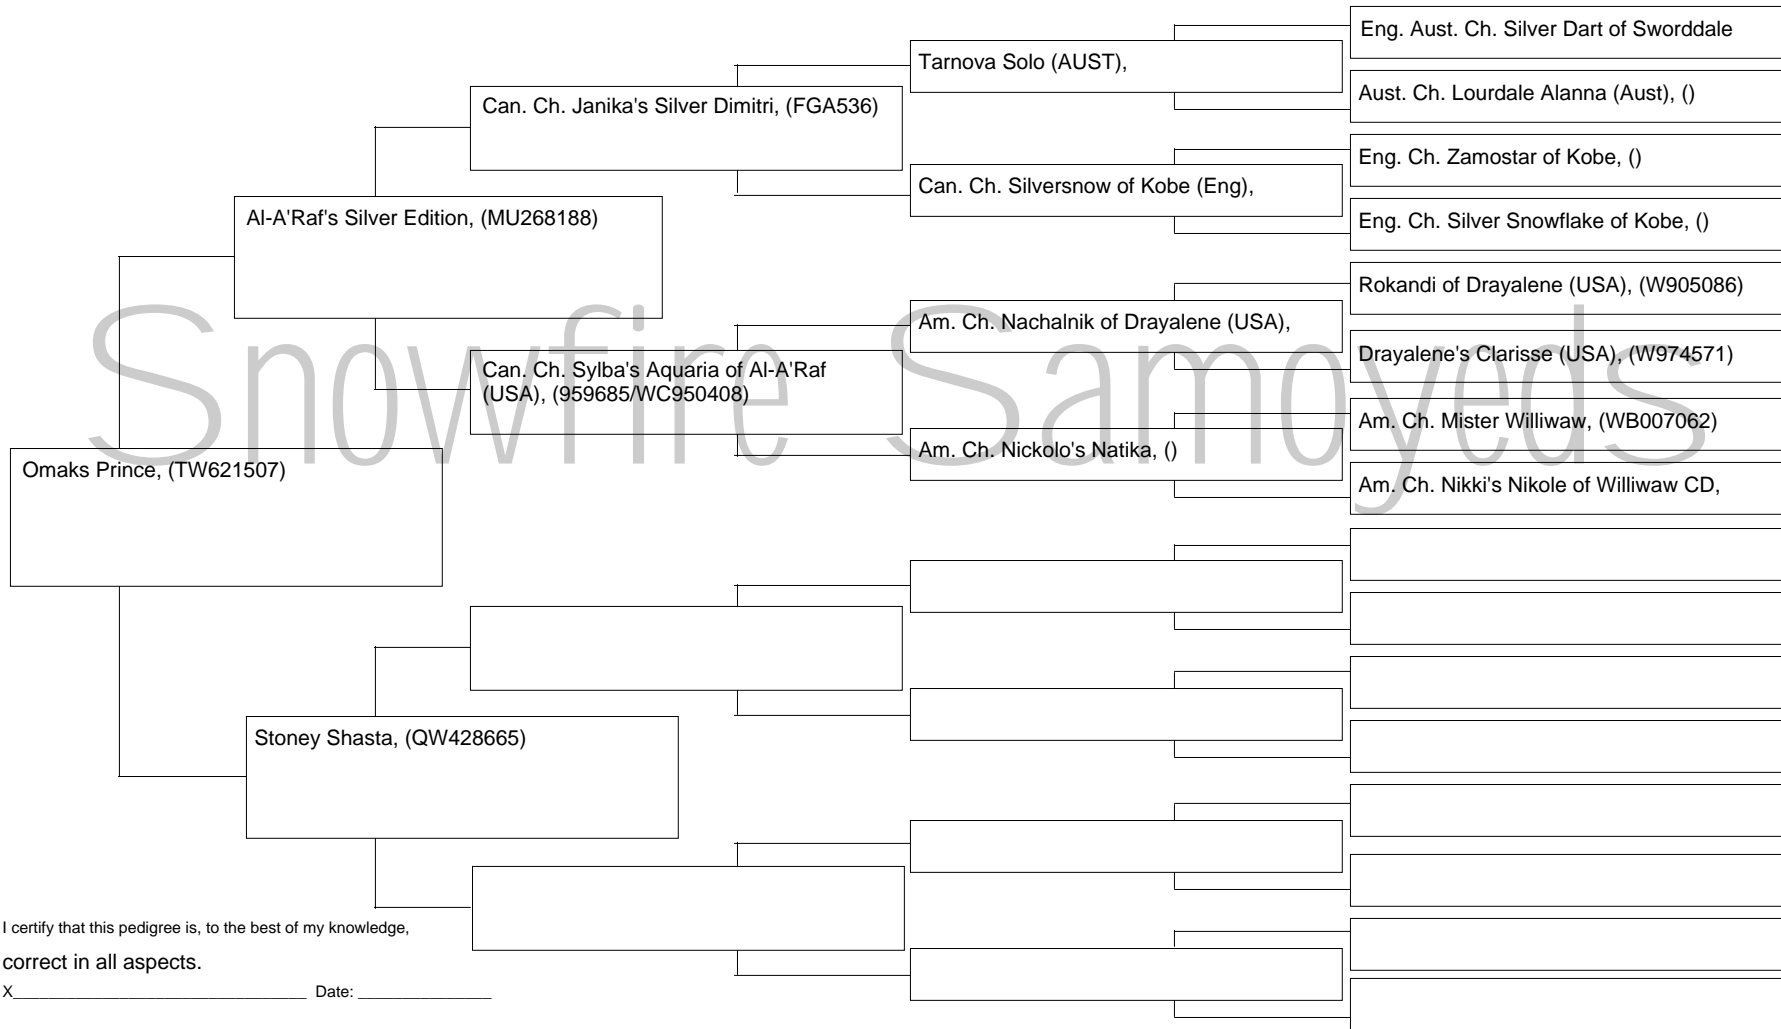 Eng. Aust. Ch. Silver Dart of Sworddale
Tarnova Solo (AUST),
Aust. Ch. Lourdale Alanna (Aust), ()
Can. Ch. Janika's Silver Dimitri, (FGA536)
Eng. Ch. Zamostar of Kobe, ()
Can. Ch. Silversnow of Kobe (Eng),
Eng. Ch. Silver Snowflake of Kobe, ()
Al-A'Raf's Silver Edition, (MU268188)
Rokandi of Drayalene (USA), (W905086)
Am. Ch. Nachalnik of Drayalene (USA),
Drayalene's Clarisse (USA), (W974571)
Can. Ch. Sylba's Aquaria of Al-A'Raf
(USA), (959685/WC950408)
Am. Ch. Mister Williwaw, (WB007062)
Am. Ch. Nickolo's Natika, ()
Am. Ch. Nikki's Nikole of Williwaw CD,
Snowfire Samoyeds
Omaks Prince, (TW621507)
Stoney Shasta, (QW428665)
I certify that this pedigree is, to the best of my knowledge,
correct in all aspects.
X_________________________________ Date: _______________